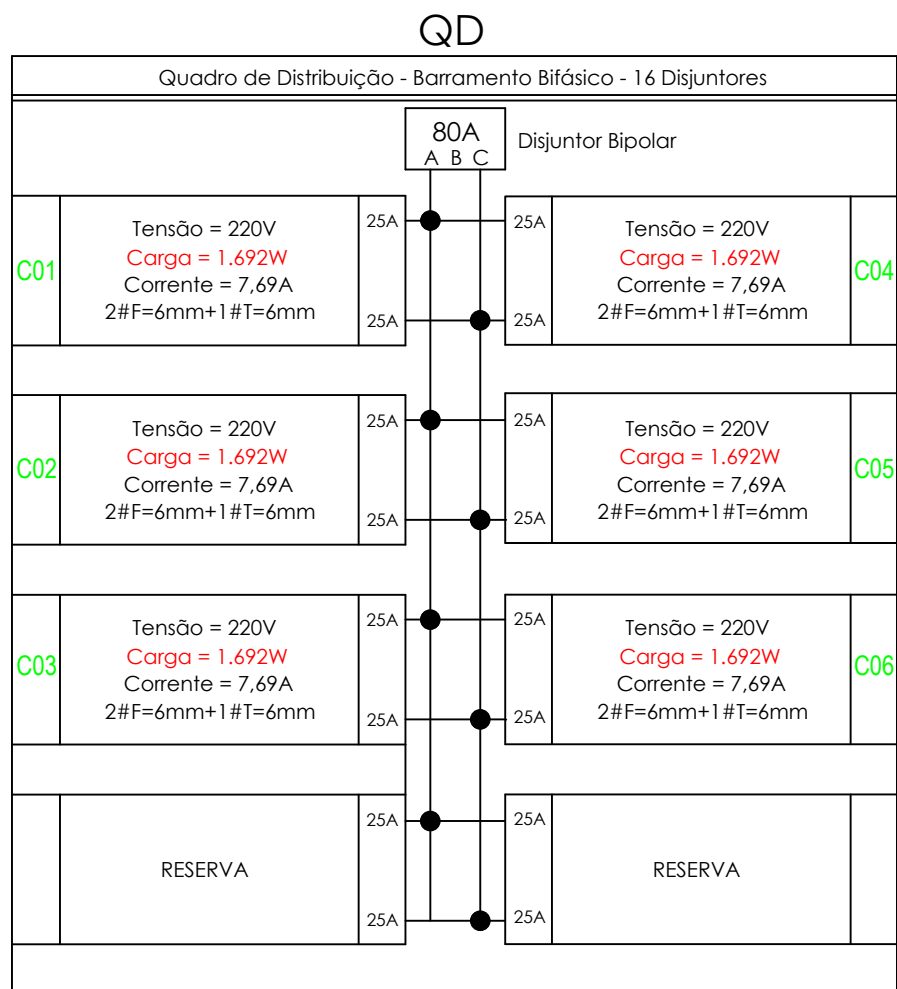 QD
Quadro de Distribuição - Barramento Bifásico - 16 Disjuntores
80A
A B C
Disjuntor Bipolar
C01
Tensão = 220V
Carga = 1.692W
Corrente = 7,69A
2#F=6mm+1#T=6mm
25A
25A
25A
25A
Tensão = 220V
Carga = 1.692W
Corrente = 7,69A
2#F=6mm+1#T=6mm
C04
C02
Tensão = 220V
Carga = 1.692W
Corrente = 7,69A
2#F=6mm+1#T=6mm
25A
25A
25A
25A
Tensão = 220V
Carga = 1.692W
Corrente = 7,69A
2#F=6mm+1#T=6mm
C05
C03
Tensão = 220V
Carga = 1.692W
Corrente = 7,69A
2#F=6mm+1#T=6mm
25A
25A
25A
25A
Tensão = 220V
Carga = 1.692W
Corrente = 7,69A
2#F=6mm+1#T=6mm
C06
RESERVA
25A
25A
25A
25A
RESERVA